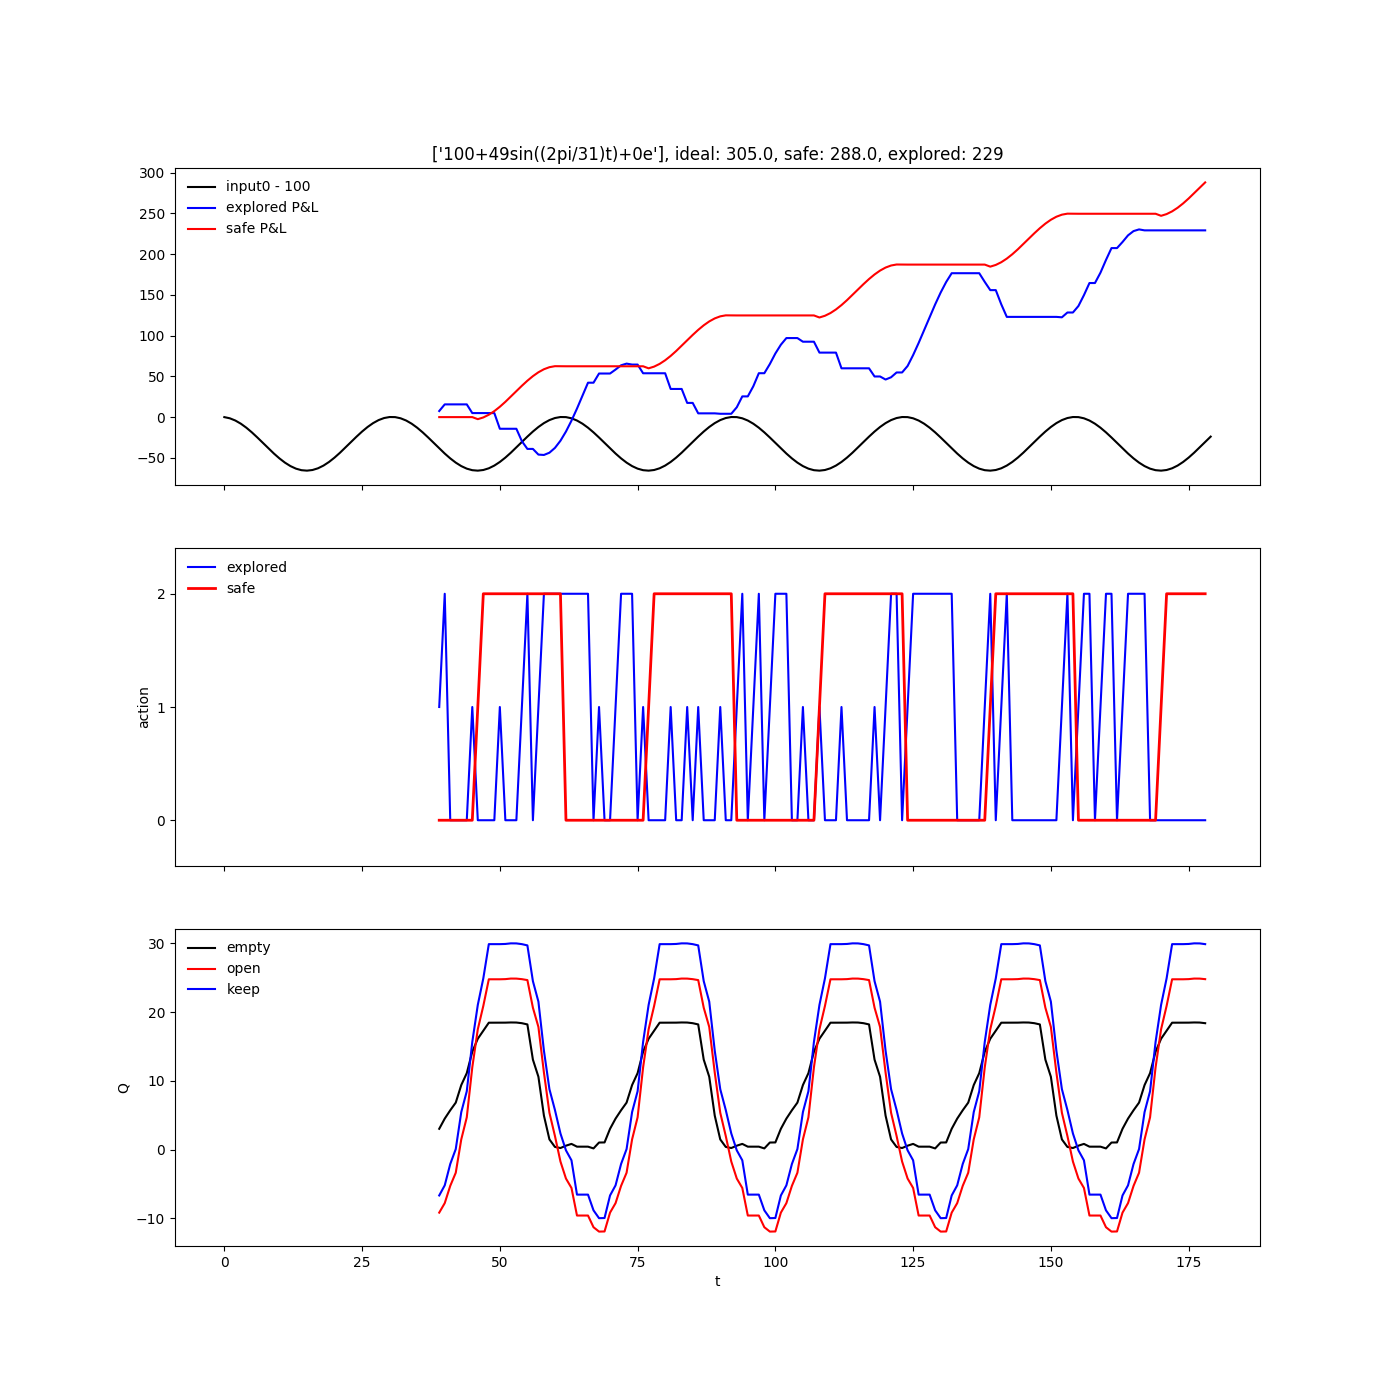 ['100+49sin((2pi/31)t)+0e'], ideal: 305.0, safe: 288.0, explored: 229
300
250
200
150
100
50
0
−50
input0 - 100
explored P&L
safe P&L
2
1
0
action
explored
safe
30
20
10
0
−10
Q
empty
open
keep
0 25 50 75 100 125 150 175
t